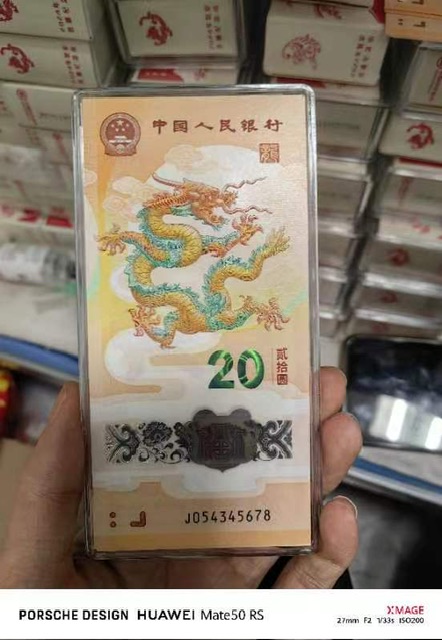 中国人民银行
20
贰拾圆
J054345678
PORSCHE DESIGN HUAWEI Mate50 RS
XMAGE
27mm F2 1/33s ISO200